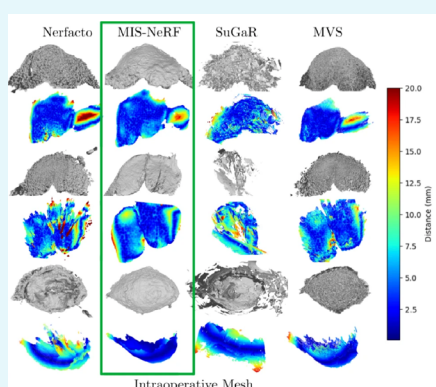 Nerfacto MIS-NeRF SuGaR MVS
20.0
17.5
15.0
12.5
10.0
7.5
5.0
2.5
Distance (mm)
Intraoperative Mesh